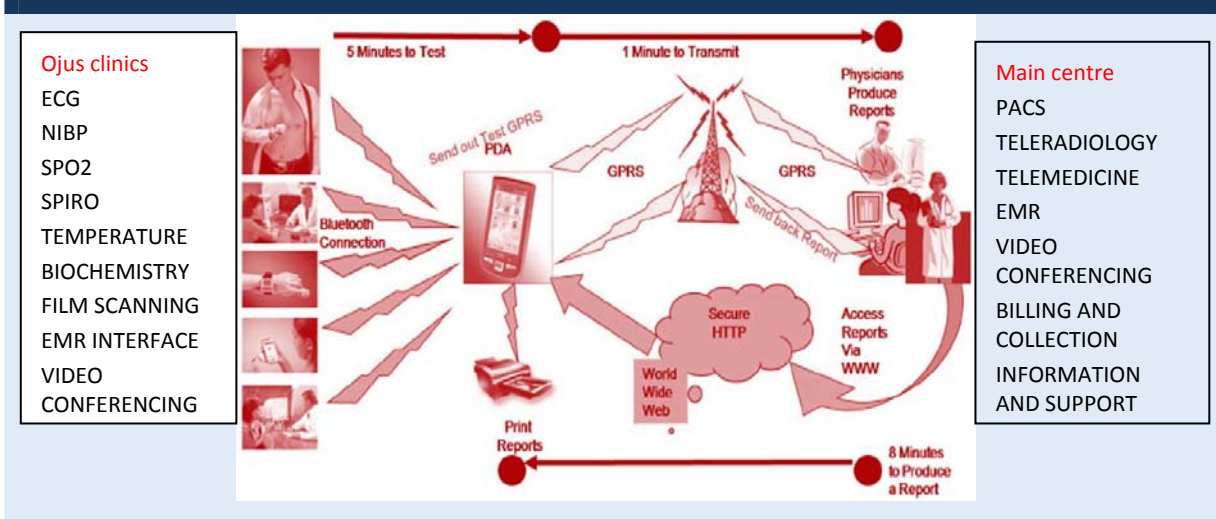 Ojus clinics
ECG
NIBP
SPO2
SPIRO
TEMPERATURE
BIOCHEMISTRY
FILM SCANNING
EMR INTERFACE
VIDEO
CONFERENCING
5 Minutes to Test
1 Minute to Transmit
Physicians
Produce
Reports
Send out Test GPRS
PDA
GPRS
GPRS
Bluetooth
Connection
Send back Report
Secure
HTTP
Access
Reports
Via
WWW
World
Wide
Web
Print
Reports
8 Minutes
to Produce
a Report
Main centre
PACS
TELERADIOLOGY
TELEMEDICINE
EMR
VIDEO
CONFERENCING
BILLING AND
COLLECTION
INFORMATION
AND SUPPORT